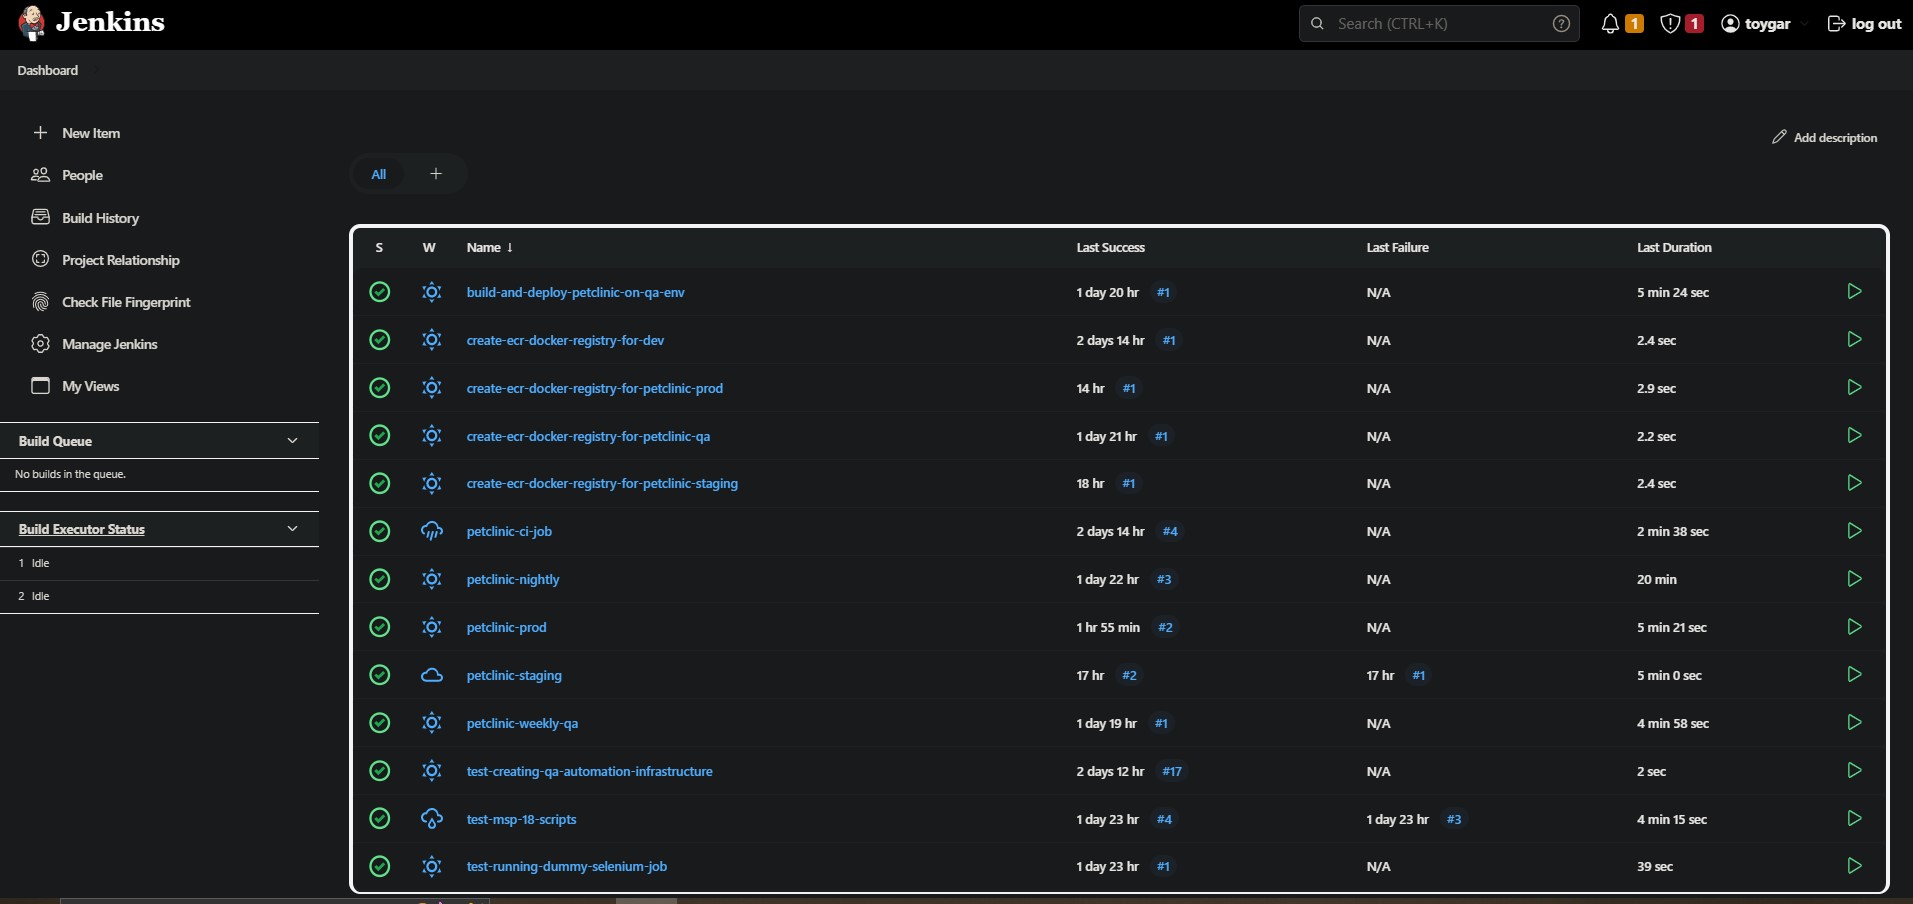 Jenkins
Search (CTRL+K)
1
1
toygar
log out
Dashboard
New Item
People
Build History
Project Relationship
Check File Fingerprint
Manage Jenkins
My Views
Build Queue
No builds in the queue.
Build Executor Status
1 Idle
2 Idle
Add description
All
S W Name ↓ Last Success Last Failure Last Duration
build-and-deploy-petclinic-on-qa-env 1 day 20 hr #1 N/A 5 min 24 sec
create-ecr-docker-registry-for-dev 2 days 14 hr #1 N/A 2.4 sec
create-ecr-docker-registry-for-petclinic-prod 14 hr #1 N/A 2.9 sec
create-ecr-docker-registry-for-petclinic-qa 1 day 21 hr #1 N/A 2.2 sec
create-ecr-docker-registry-for-petclinic-staging 18 hr #1 N/A 2.4 sec
petclinic-ci-job 2 days 14 hr #4 N/A 2 min 38 sec
petclinic-nightly 1 day 22 hr #3 N/A 20 min
petclinic-prod 1 hr 55 min #2 N/A 5 min 21 sec
petclinic-staging 17 hr #2 17 hr #1 5 min 0 sec
petclinic-weekly-qa 1 day 19 hr #1 N/A 4 min 58 sec
test-creating-qa-automation-infrastructure 2 days 12 hr #17 N/A 2 sec
test-msp-18-scripts 1 day 23 hr #4 1 day 23 hr #3 4 min 15 sec
test-running-dummy-selenium-job 1 day 23 hr #1 N/A 39 sec